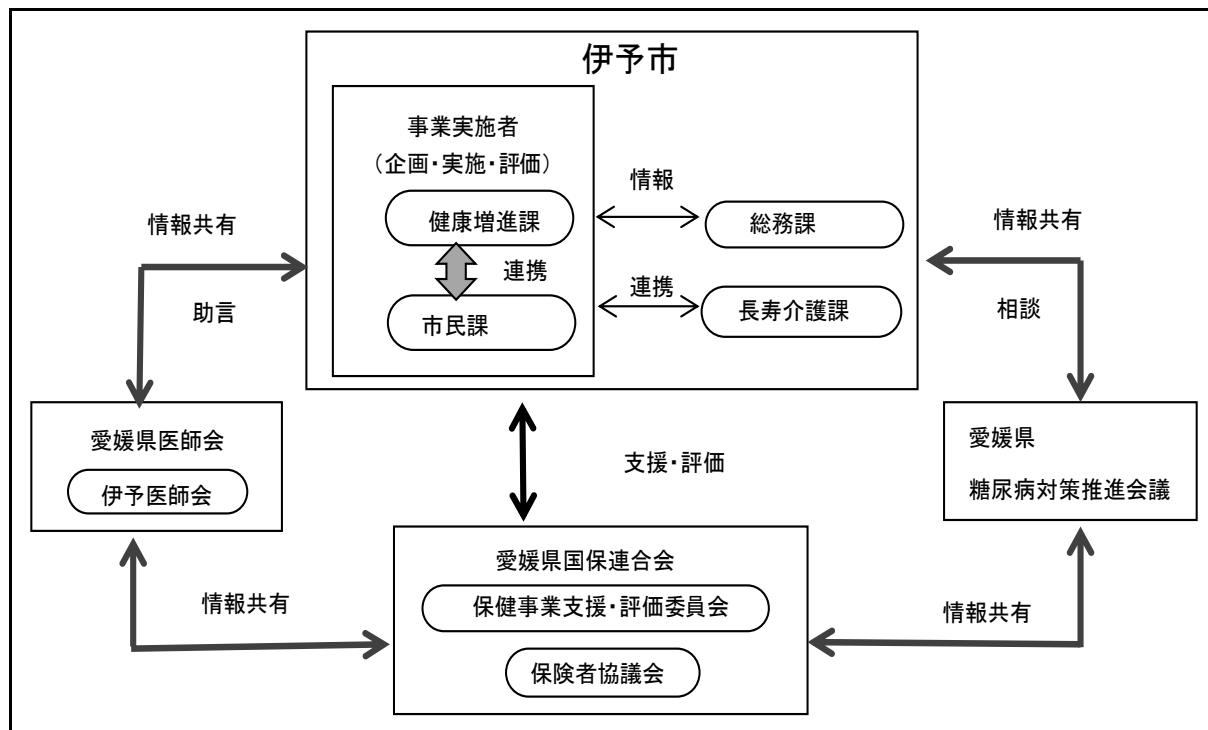 伊予市
事業実施者
（企画・実施・評価）
健康増進課
連携
市民課
情報
総務課
連携
長寿介護課
情報共有
助言
情報共有
相談
愛媛県医師会
伊予医師会
支援・評価
愛媛県
糖尿病対策推進会議
愛媛県国保連合会
保健事業支援・評価委員会
保険者協議会
情報共有
情報共有